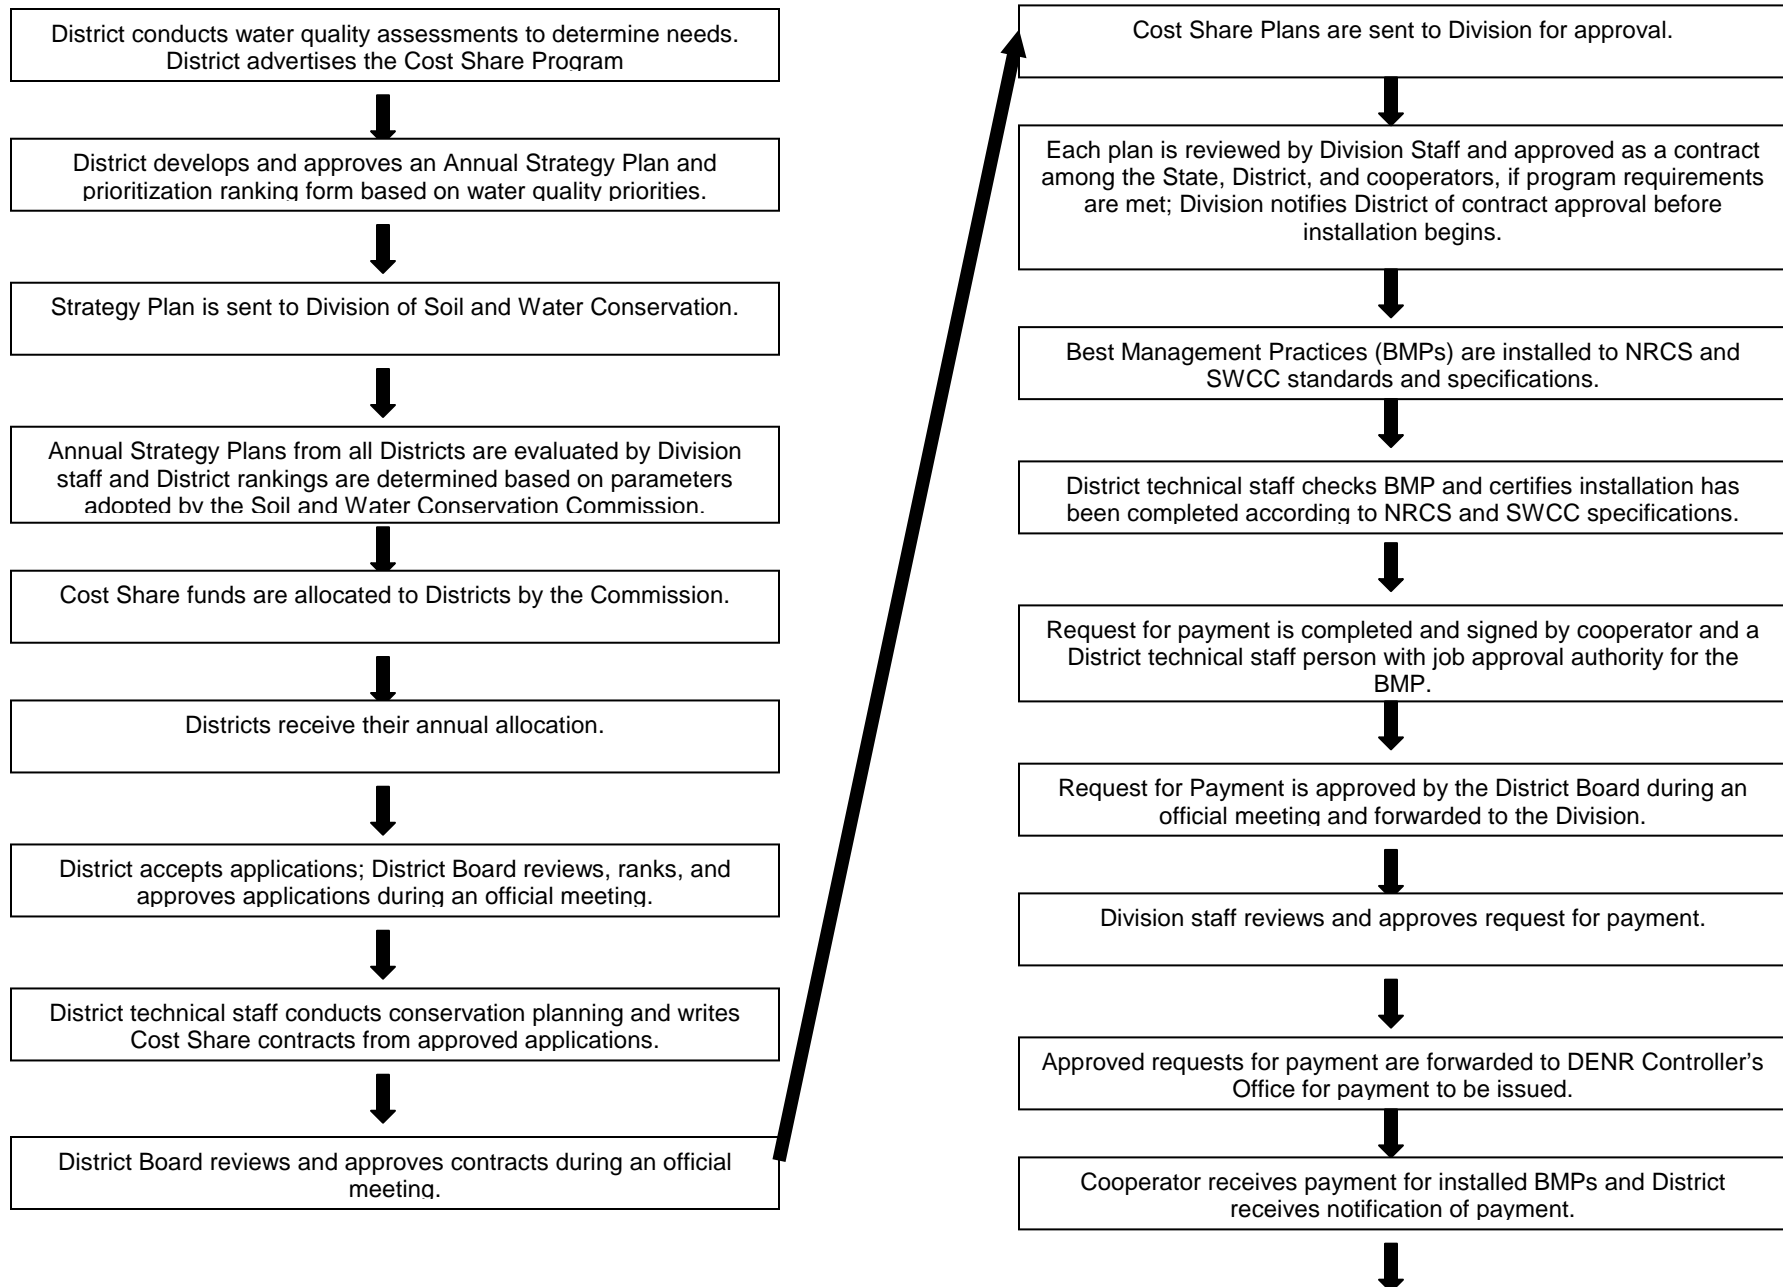 District conducts water quality assessments to determine needs.
District advertises the Cost Share Program
District develops and approves an Annual Strategy Plan and
prioritization ranking form based on water quality priorities.
Strategy Plan is sent to Division of Soil and Water Conservation.
Annual Strategy Plans from all Districts are evaluated by Division
staff and District rankings are determined based on parameters
adopted by the Soil and Water Conservation Commission.
Cost Share funds are allocated to Districts by the Commission.
Districts receive their annual allocation.
District accepts applications; District Board reviews, ranks, and
approves applications during an official meeting.
District technical staff conducts conservation planning and writes
Cost Share contracts from approved applications.
District Board reviews and approves contracts during an official
meeting.
Cost Share Plans are sent to Division for approval.
Each plan is reviewed by Division Staff and approved as a contract
among the State, District, and cooperators, if program requirements
are met; Division notifies District of contract approval before
installation begins.
Best Management Practices (BMPs) are installed to NRCS and
SWCC standards and specifications.
District technical staff checks BMP and certifies installation has
been completed according to NRCS and SWCC specifications.
Request for payment is completed and signed by cooperator and a
District technical staff person with job approval authority for the
BMP.
Request for Payment is approved by the District Board during an
official meeting and forwarded to the Division.
Division staff reviews and approves request for payment.
Approved requests for payment are forwarded to DENR Controller's
Office for payment to be issued.
Cooperator receives payment for installed BMPs and District
receives notification of payment.